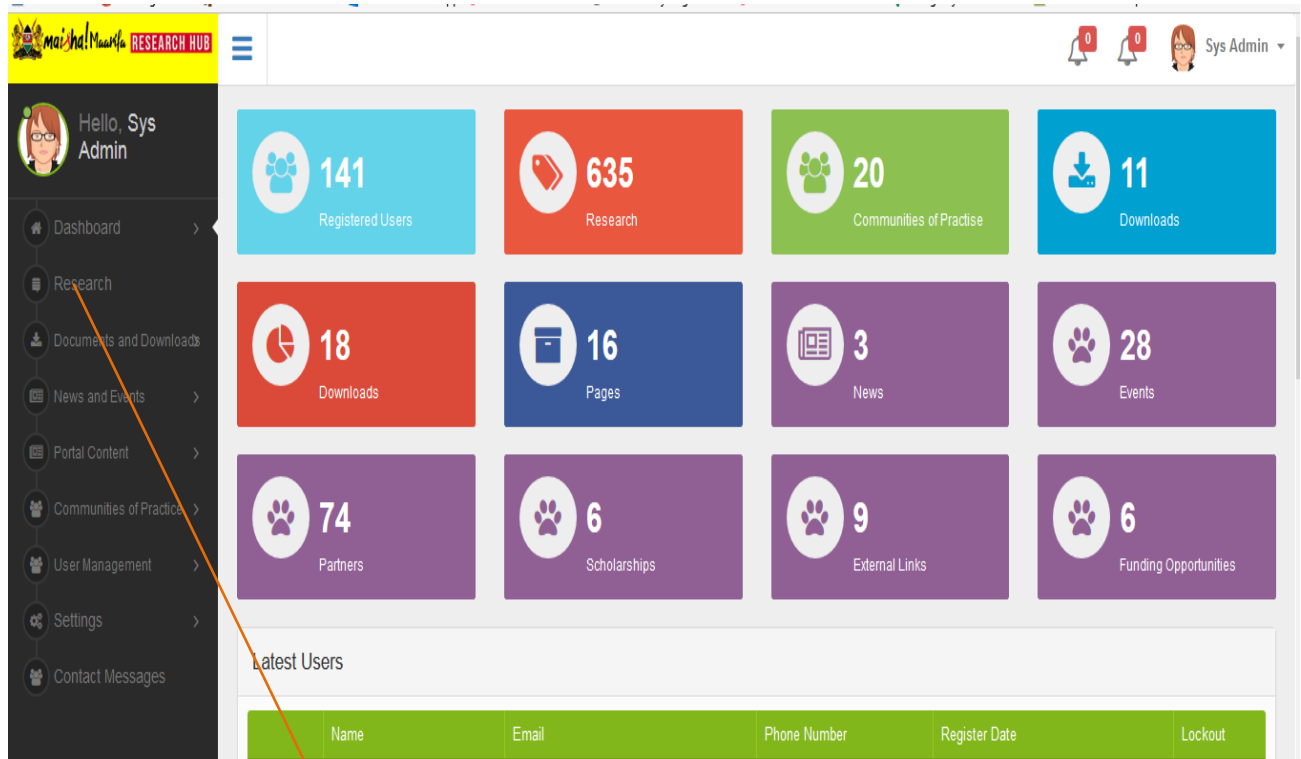 maisha! Maarifa RESEARCH HUB
0
0
Sys Admin
Hello, Sys
Admin
Dashboard
Research
Documents and Downloads
News and Events
Portal Content
Communities of Practice
User Management
Settings
Contact Messages
141
Registered Users
635
Research
20
Communities of Practise
11
Downloads
18
Downloads
16
Pages
3
News
28
Events
74
Partners
6
Scholarships
9
External Links
6
Funding Opportunities
Latest Users
Name Email Phone Number Register Date Lockout